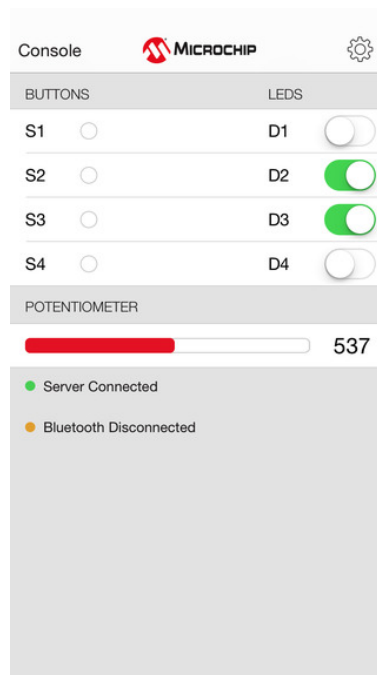 Console MICROCHIP
BUTTONS LEDS
S1 D1
S2 D2
S3 D3
S4 D4
POTENTIOMETER
537
Server Connected
Bluetooth Disconnected